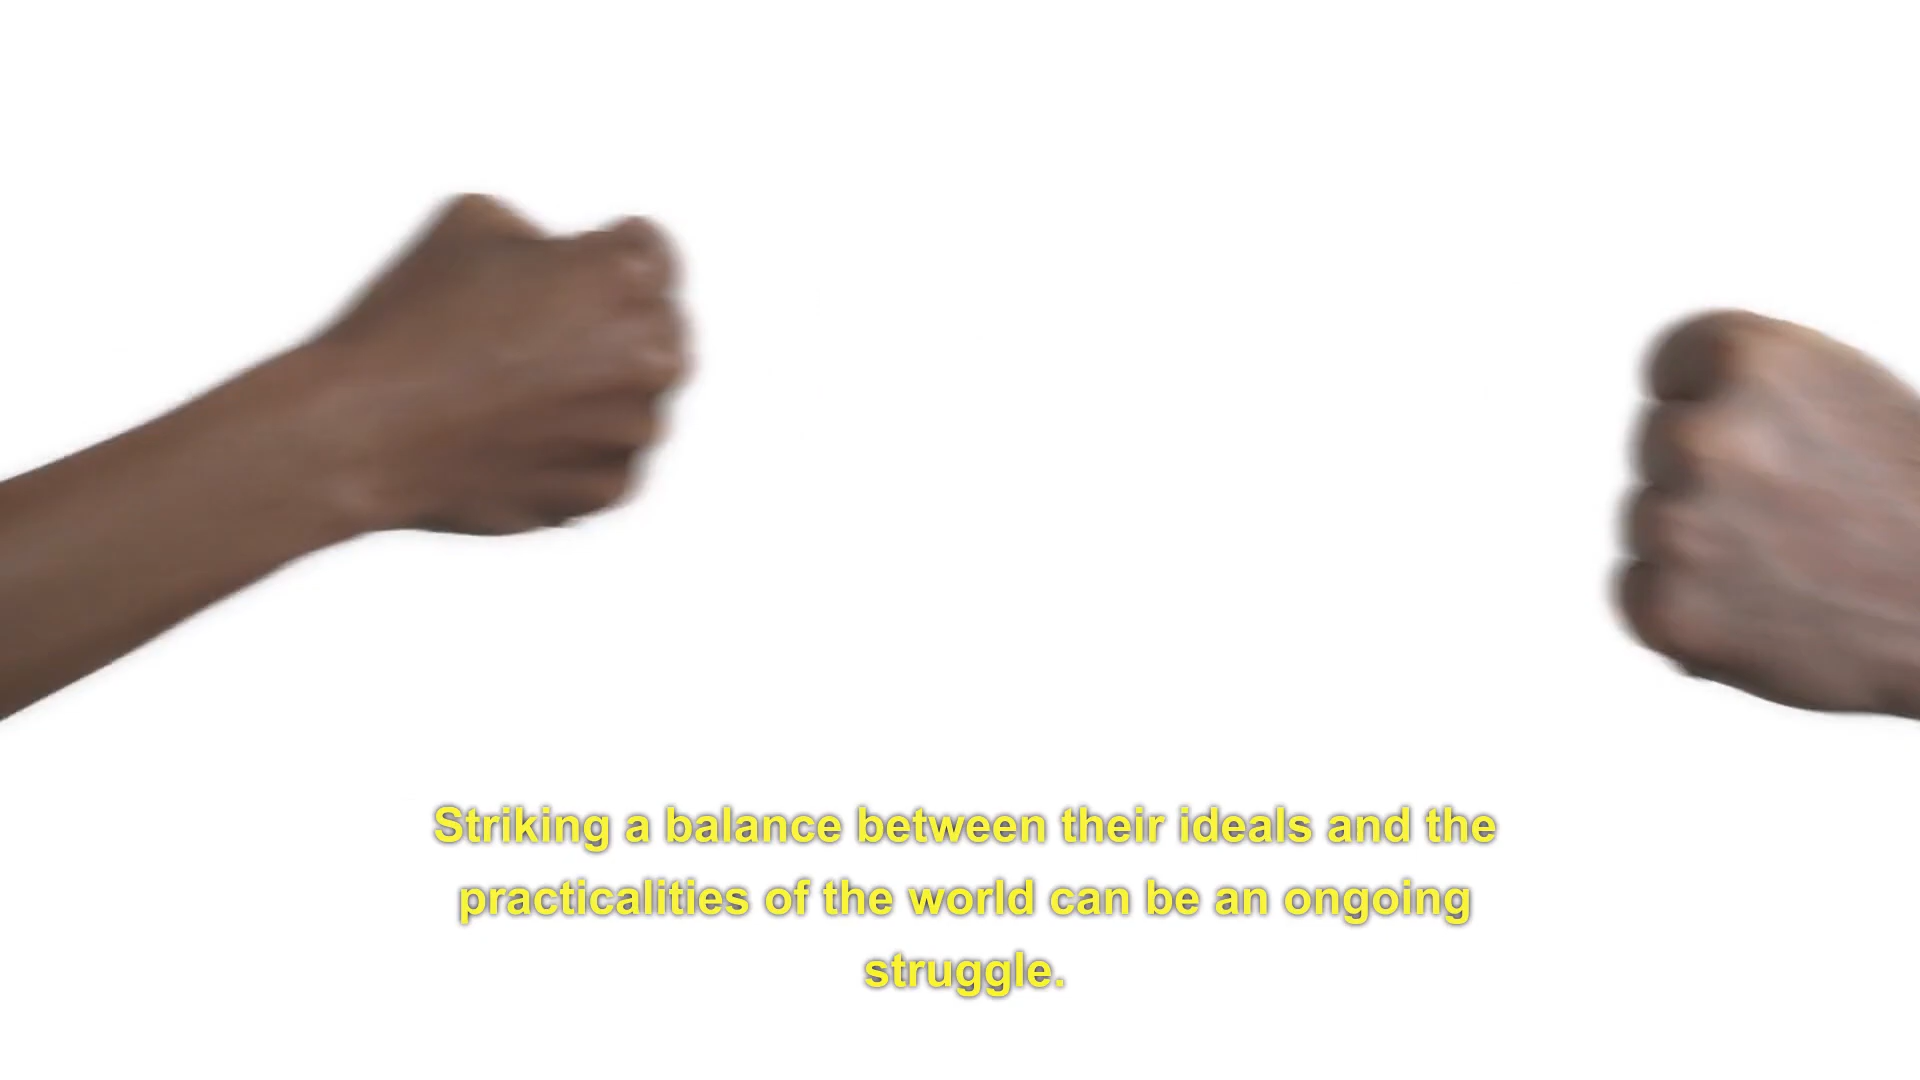 Striking a balance between their ideals and the
practicalities of the world can be an ongoing
struggle.